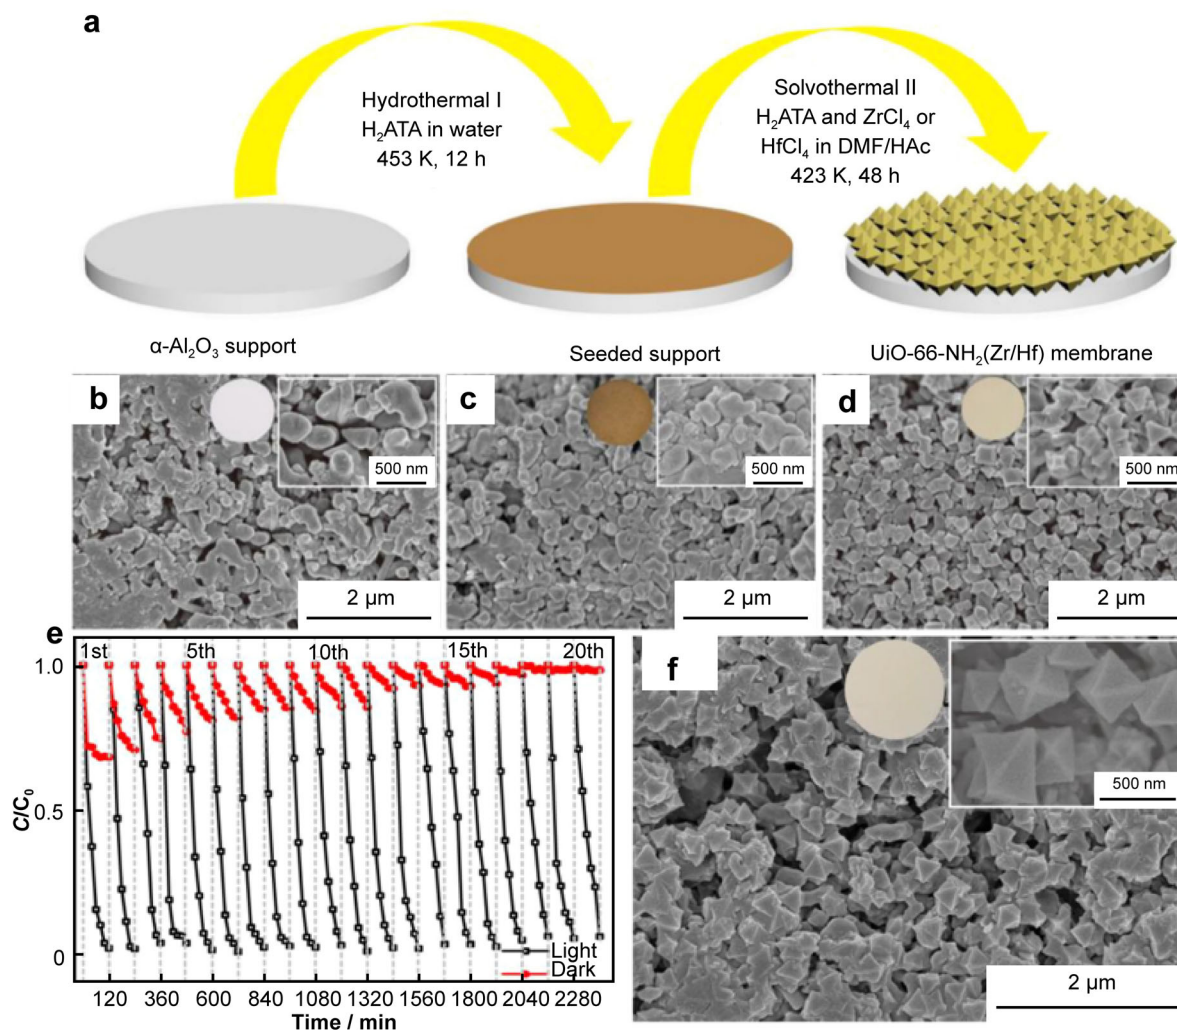 a
Hydrothermal I
H₂ATA in water
453 K, 12 h
Solvothermal II
H₂ATA and ZrCl₄ or
HfCl₄ in DMF/HAc
423 K, 48 h
α-Al₂O₃ support
Seeded support
UiO-66-NH₂(Zr/Hf) membrane
b
500 nm
2 μm
c
500 nm
2 μm
d
500 nm
2 μm
e
1st 5th 10th 15th 20th
1.0
0.5
0
C/C₀
Light
Dark
120 360 600 840 1080 1320 1560 1800 2040 2280
Time / min
f
500 nm
2 μm